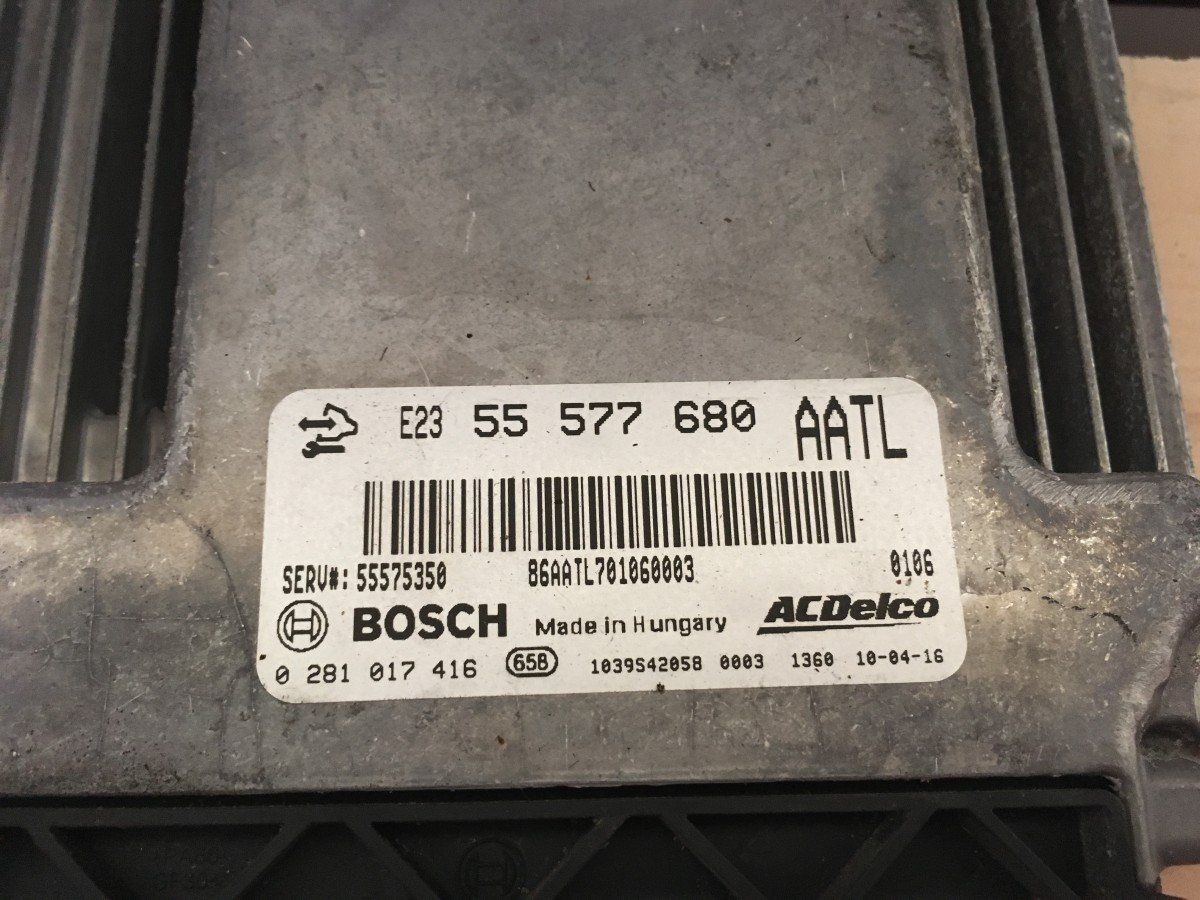 E23 55 577 680 AATL
SERV#: 55575350 86AATL701060003 0106
BOSCH Made in Hungary ACDelco
0 281 017 416 658 1039S42058 0003 1360 10-04-16